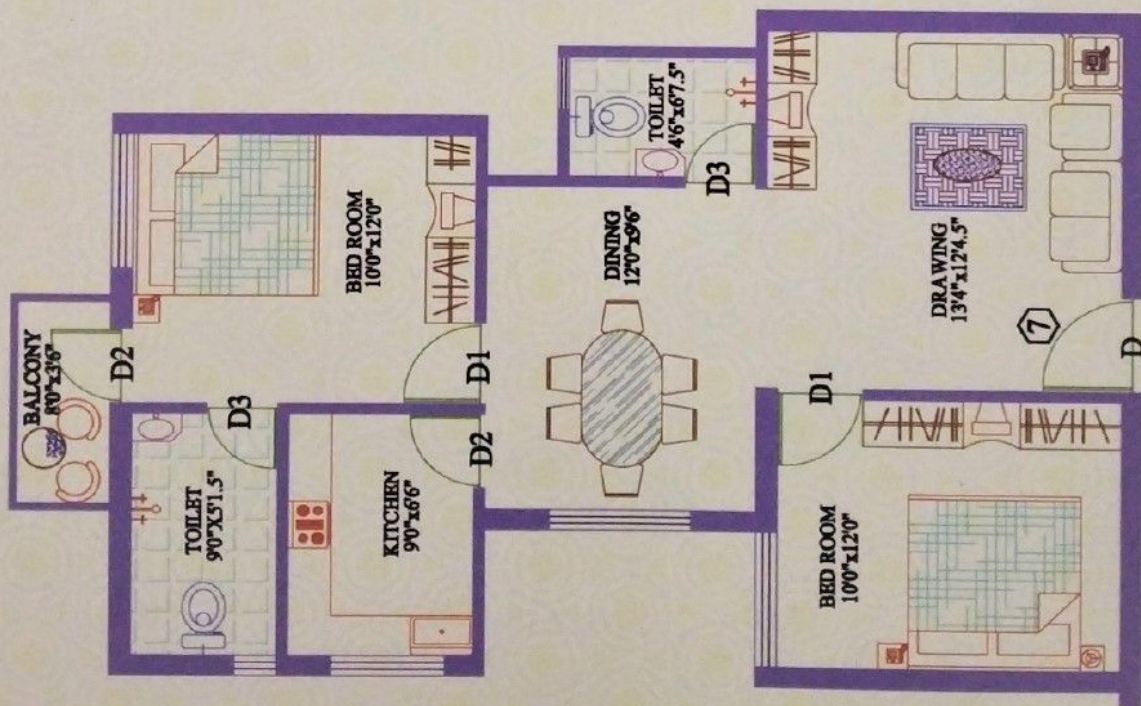 BALCONY
8'0"x3'6"
D2
BED ROOM
10'0"x12'0"
TOILET
9'0"X5'1.5"
D3
D1
KITCHEN
9'0"x6'6"
D2
TOILET
4'6"x6'7.5"
D3
DINING
12'0"x9'6"
DRAWING
13'4"x12'4.5"
7
D
D1
BED ROOM
10'0"x12'0"